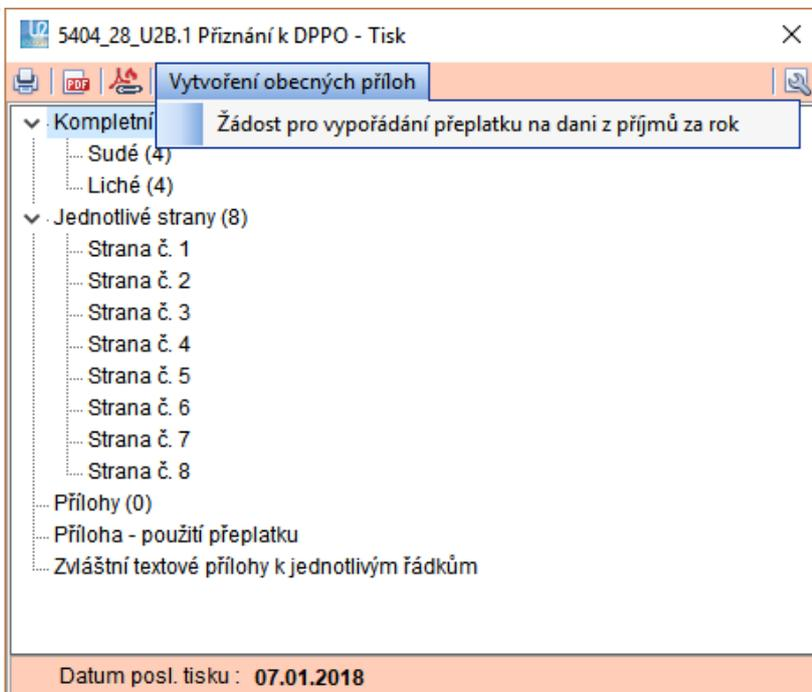 5404_28_U2B.1 Přiznání k DPPO - Tisk
PDF Vytvoření obecných příloh
Žádost pro vypořádání přeplatku na dani z příjmů za rok
Kompletní
Sudé (4)
Liché (4)
Jednotlivé strany (8)
Strana č. 1
Strana č. 2
Strana č. 3
Strana č. 4
Strana č. 5
Strana č. 6
Strana č. 7
Strana č. 8
Přílohy (0)
Příloha - použití přeplatku
Zvláštní textové přílohy k jednotlivým řádkům
Datum posl. tisku : 07.01.2018